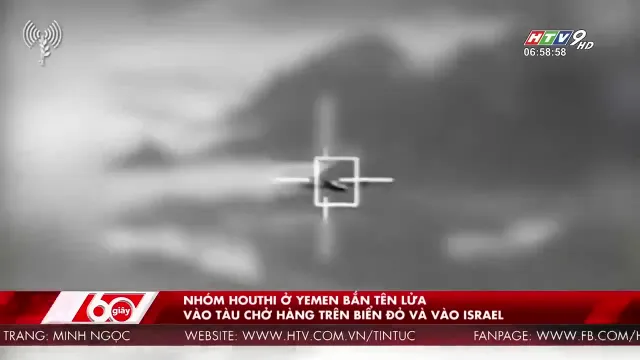 HTV9 HD
06:58:58
60 giây
NHÓM HOUTHI Ở YEMEN BẮN TÊN LỬA
VÀO TÀU CHỞ HÀNG TRÊN BIỂN ĐỎ VÀ VÀO ISRAEL
TRANG: MINH NGỌC WEBSITE: WWW.HTV.COM.VN/TINTUC FANPAGE: WWW.FB.COM/H